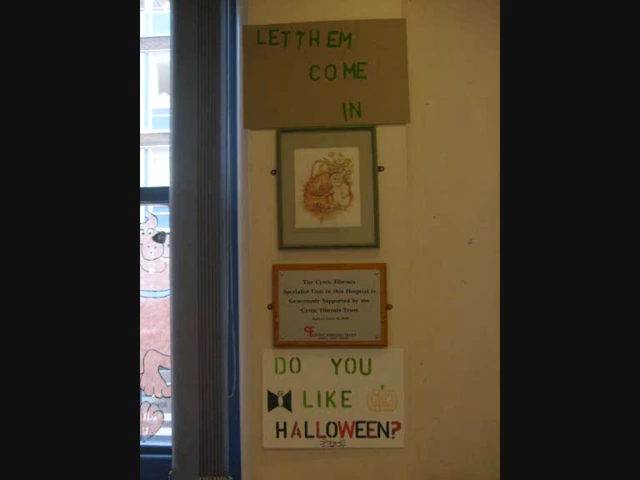 LET THEM
COME
IN
The Cystic Fibrosis
Specialist Unit in this Hospital is
Generously Supported by the
Cystic Fibrosis Trust
DO YOU
LIKE
HALLOWEEN?